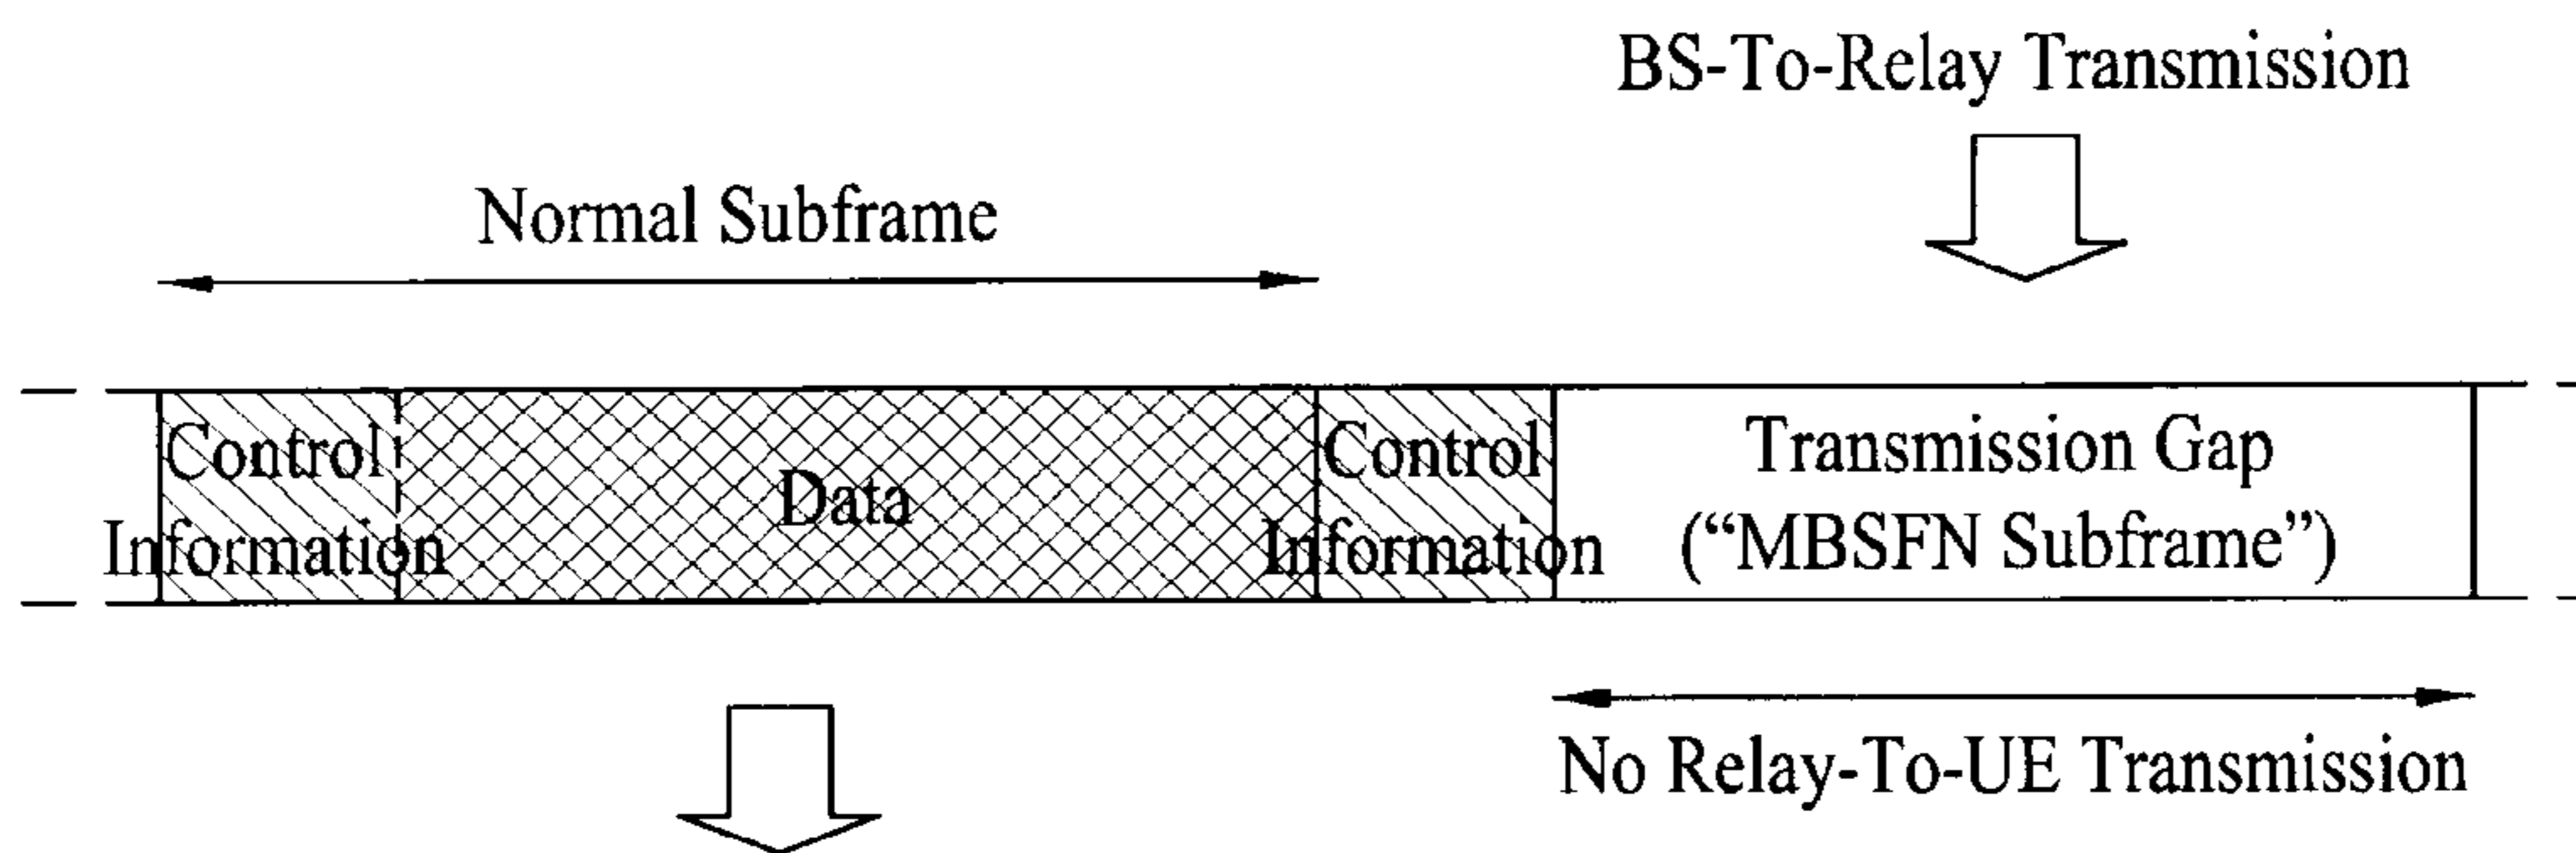 BS-To-Relay Transmission
Normal Subframe
Control
Information
Data
Control
Information
Transmission Gap
(“MBSFN Subframe”)
No Relay-To-UE Transmission